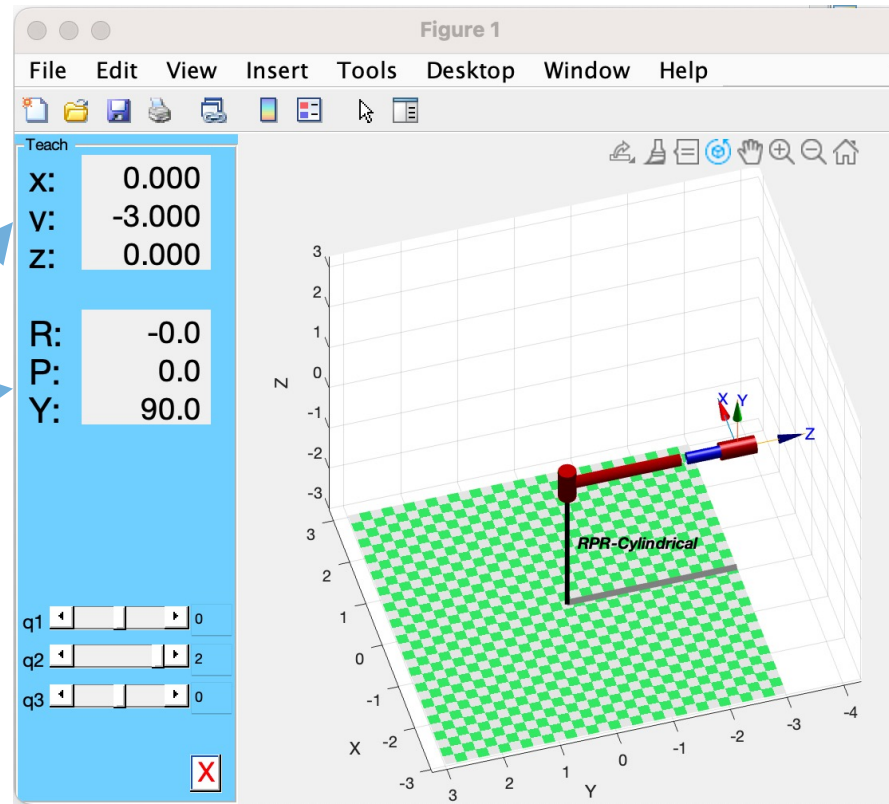 Figure 1
File Edit View Insert Tools Desktop Window Help
Teach
x: 0.000
y: -3.000
z: 0.000
R: -0.0
P: 0.0
Y: 90.0
q1 0
q2 2
q3 0
X
3
2
1
0
-1
-2
-3
Z
3
2
1
0
-1
-2
-3
X
3
2
1
0
-1
-2
-3
-4
Y
X Y
Z
RPR-Cylindrical